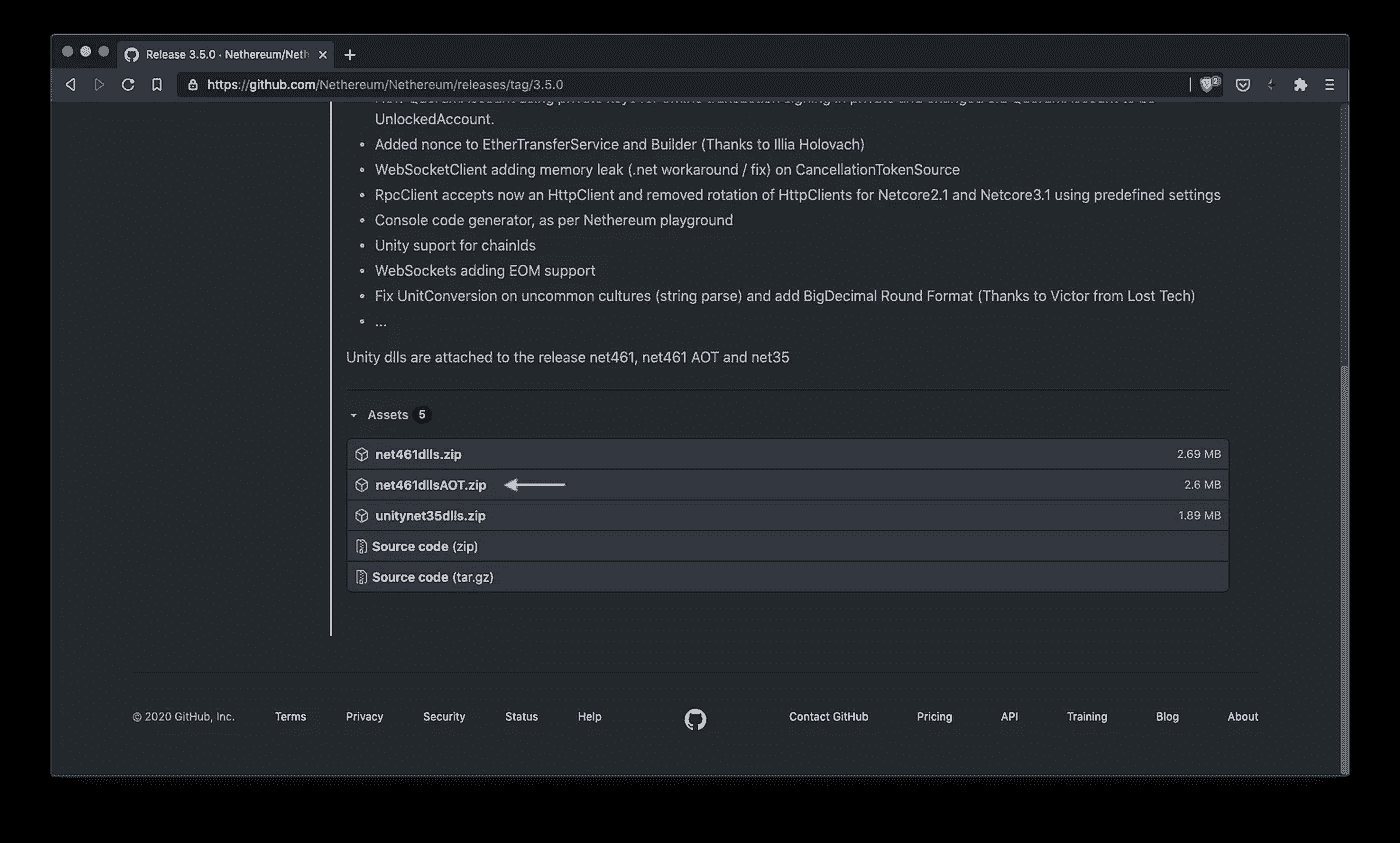 Release 3.5.0 · Nethereum/Neth
https://github.com/Nethereum/Nethereum/releases/tag/3.5.0
2
UnlockedAccount.
• Added nonce to EtherTransferService and Builder (Thanks to Illia Holovach)
• WebSocketClient adding memory leak (.net workaround / fix) on CancellationTokenSource
• RpcClient accepts now an HttpClient and removed rotation of HttpClients for Netcore2.1 and Netcore3.1 using predefined settings
• Console code generator, as per Nethereum playground
• Unity suport for chainIds
• WebSockets adding EOM support
• Fix UnitConversion on uncommon cultures (string parse) and add BigDecimal Round Format (Thanks to Victor from Lost Tech)
• ...
Unity dlls are attached to the release net461, net461 AOT and net35
Assets 5
net461dlls.zip 2.69 MB
net461dllsAOT.zip 2.6 MB
unitynet35dlls.zip 1.89 MB
Source code (zip)
Source code (tar.gz)
© 2020 GitHub, Inc. Terms Privacy Security Status Help Contact GitHub Pricing API Training Blog About